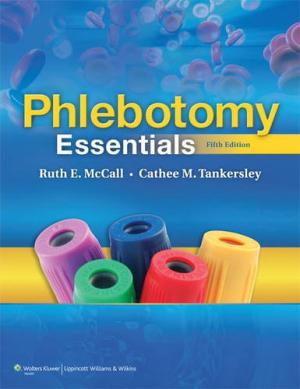 Phlebotomy
Essentials Fifth Edition
Ruth E. McCall • Cathee M. Tankersley
Wolters Kluwer | Lippincott Williams & Wilkins
Health